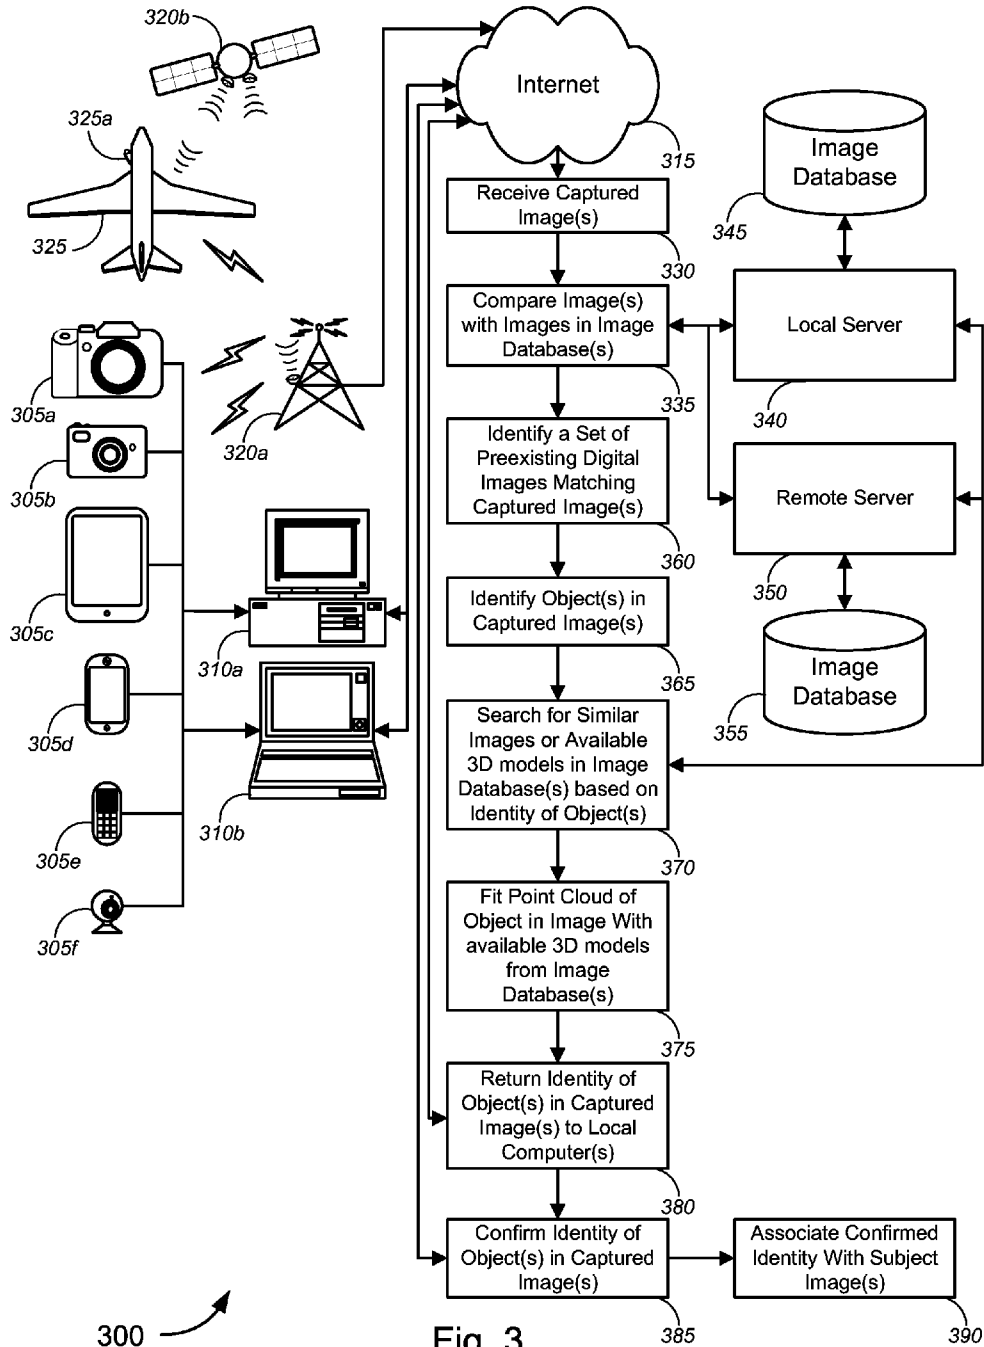 320b
Internet
325a
315
Image
Database
345
Receive Captured
Image(s)
325
330
Compare Image(s)
with Images in Image
Database(s)
Local Server
335
340
305a
320a
Identify a Set of
Preexisting Digital
Images Matching
Captured Image(s)
305b
Remote Server
360
350
Identify Object(s) in
Captured Image(s)
305c
310a
365
Image
Database
355
Search for Similar
Images or Available
3D models in Image
Database(s) based on
Identity of Object(s)
305d
310b
370
305e
Fit Point Cloud of
Object in Image With
available 3D models
from Image
Database(s)
305f
375
Return Identity of
Object(s) in Captured
Image(s) to Local
Computer(s)
380
Confirm Identity of
Object(s) in Captured
Image(s)
Associate Confirmed
Identity With Subject
Image(s)
385
390
300
Fig. 3